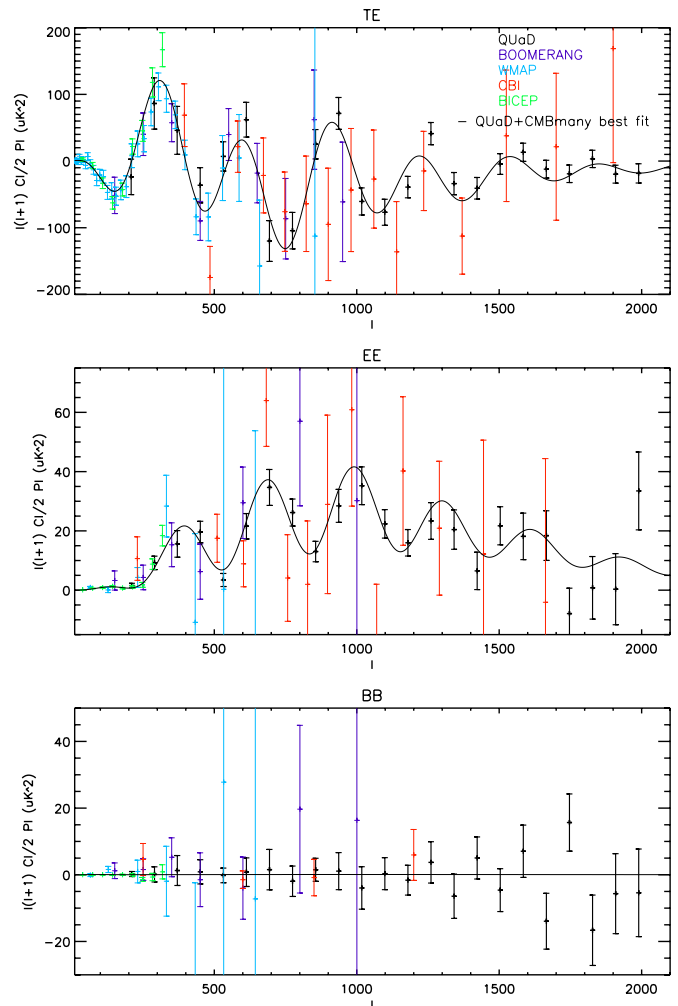 TE
200
100
0
-100
-200
l(l+1) Cl/2 PI (uK^2)
QUaD
BOOMERANG
WMAP
CBI
BICEP
— QUaD+CMBmany best fit
500 1000 1500 2000
l
EE
60
40
20
0
l(l+1) Cl/2 PI (uK^2)
500 1000 1500 2000
l
BB
40
20
0
-20
l(l+1) Cl/2 PI (uK^2)
500 1000 1500 2000
l